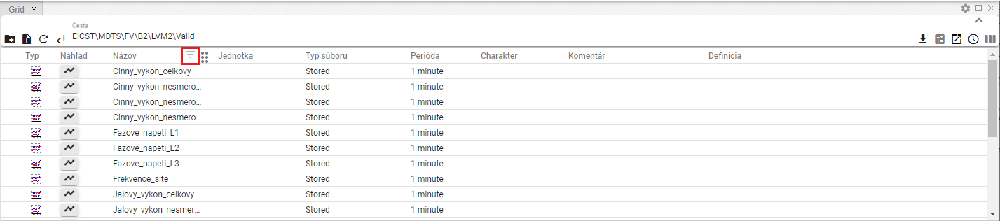 Grid
Cesta
EICST\MDTS\FV\B2\LVM2\Valid
Typ Náhľad Názov Jednotka Typ súboru Perióda Charakter Komentár Definícia
Cinny_vykon_celkovy Stored 1 minute
Cinny_vykon_nesmero... Stored 1 minute
Cinny_vykon_nesmero... Stored 1 minute
Cinny_vykon_nesmero... Stored 1 minute
Fazove_napeti_L1 Stored 1 minute
Fazove_napeti_L2 Stored 1 minute
Fazove_napeti_L3 Stored 1 minute
Frekvence_site Stored 1 minute
Jalovy_vykon_celkovy Stored 1 minute
Jalovy_vykon_nesmer... Stored 1 minute